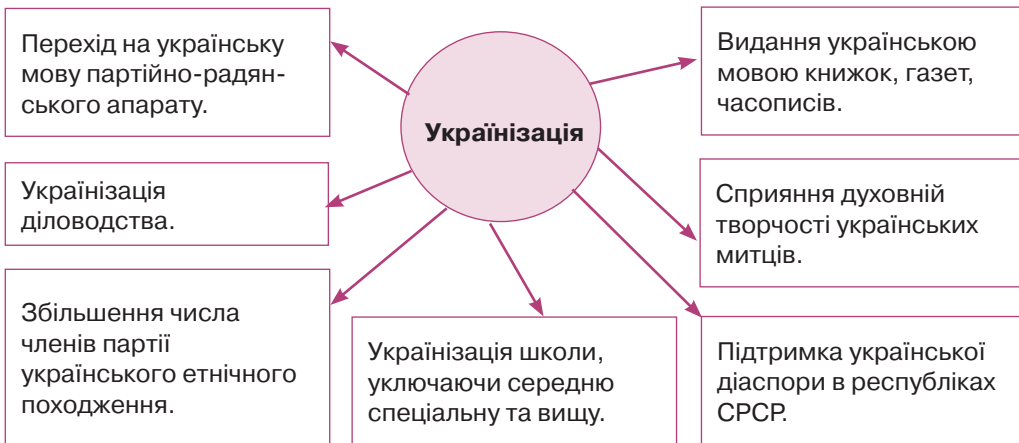 Перехід на українську
мову партійно-радян-
ського апарату.
Українізація
діловодства.
Збільшення числа
членів партії
українського етнічного
походження.
Українізація
Українізація школи,
уключаючи середню
спеціальну та вищу.
Видання українською
мовою книжок, газет,
часописів.
Сприяння духовній
творчості українських
митців.
Підтримка української
діаспори в республіках
СРСР.